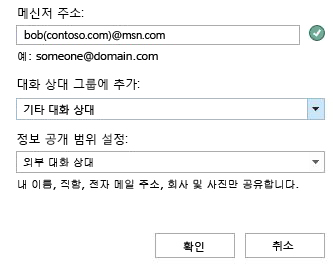 메신저 주소:
bob(contoso.com)@msn.com
예: someone@domain.com
대화 상대 그룹에 추가:
기타 대화 상대
정보 공개 범위 설정:
외부 대화 상대
내 이름, 직함, 전자 메일 주소, 회사 및 사진만 공유합니다.
확인 취소